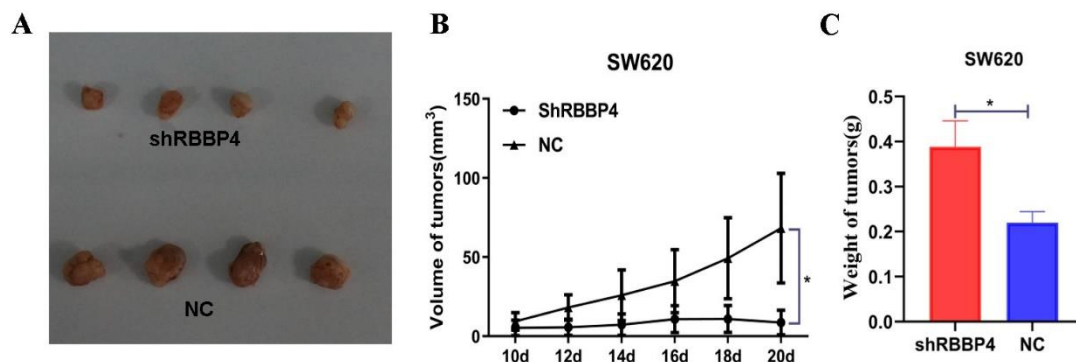 A
shRBBP4
NC
B
SW620
ShRBBP4
NC
Volume of tumors(mm³)
150
100
50
0
10d 12d 14d 16d 18d 20d
*
C
SW620
*
Weight of tumors(g)
0.5
0.4
0.3
0.2
0.1
0.0
shRBBP4 NC